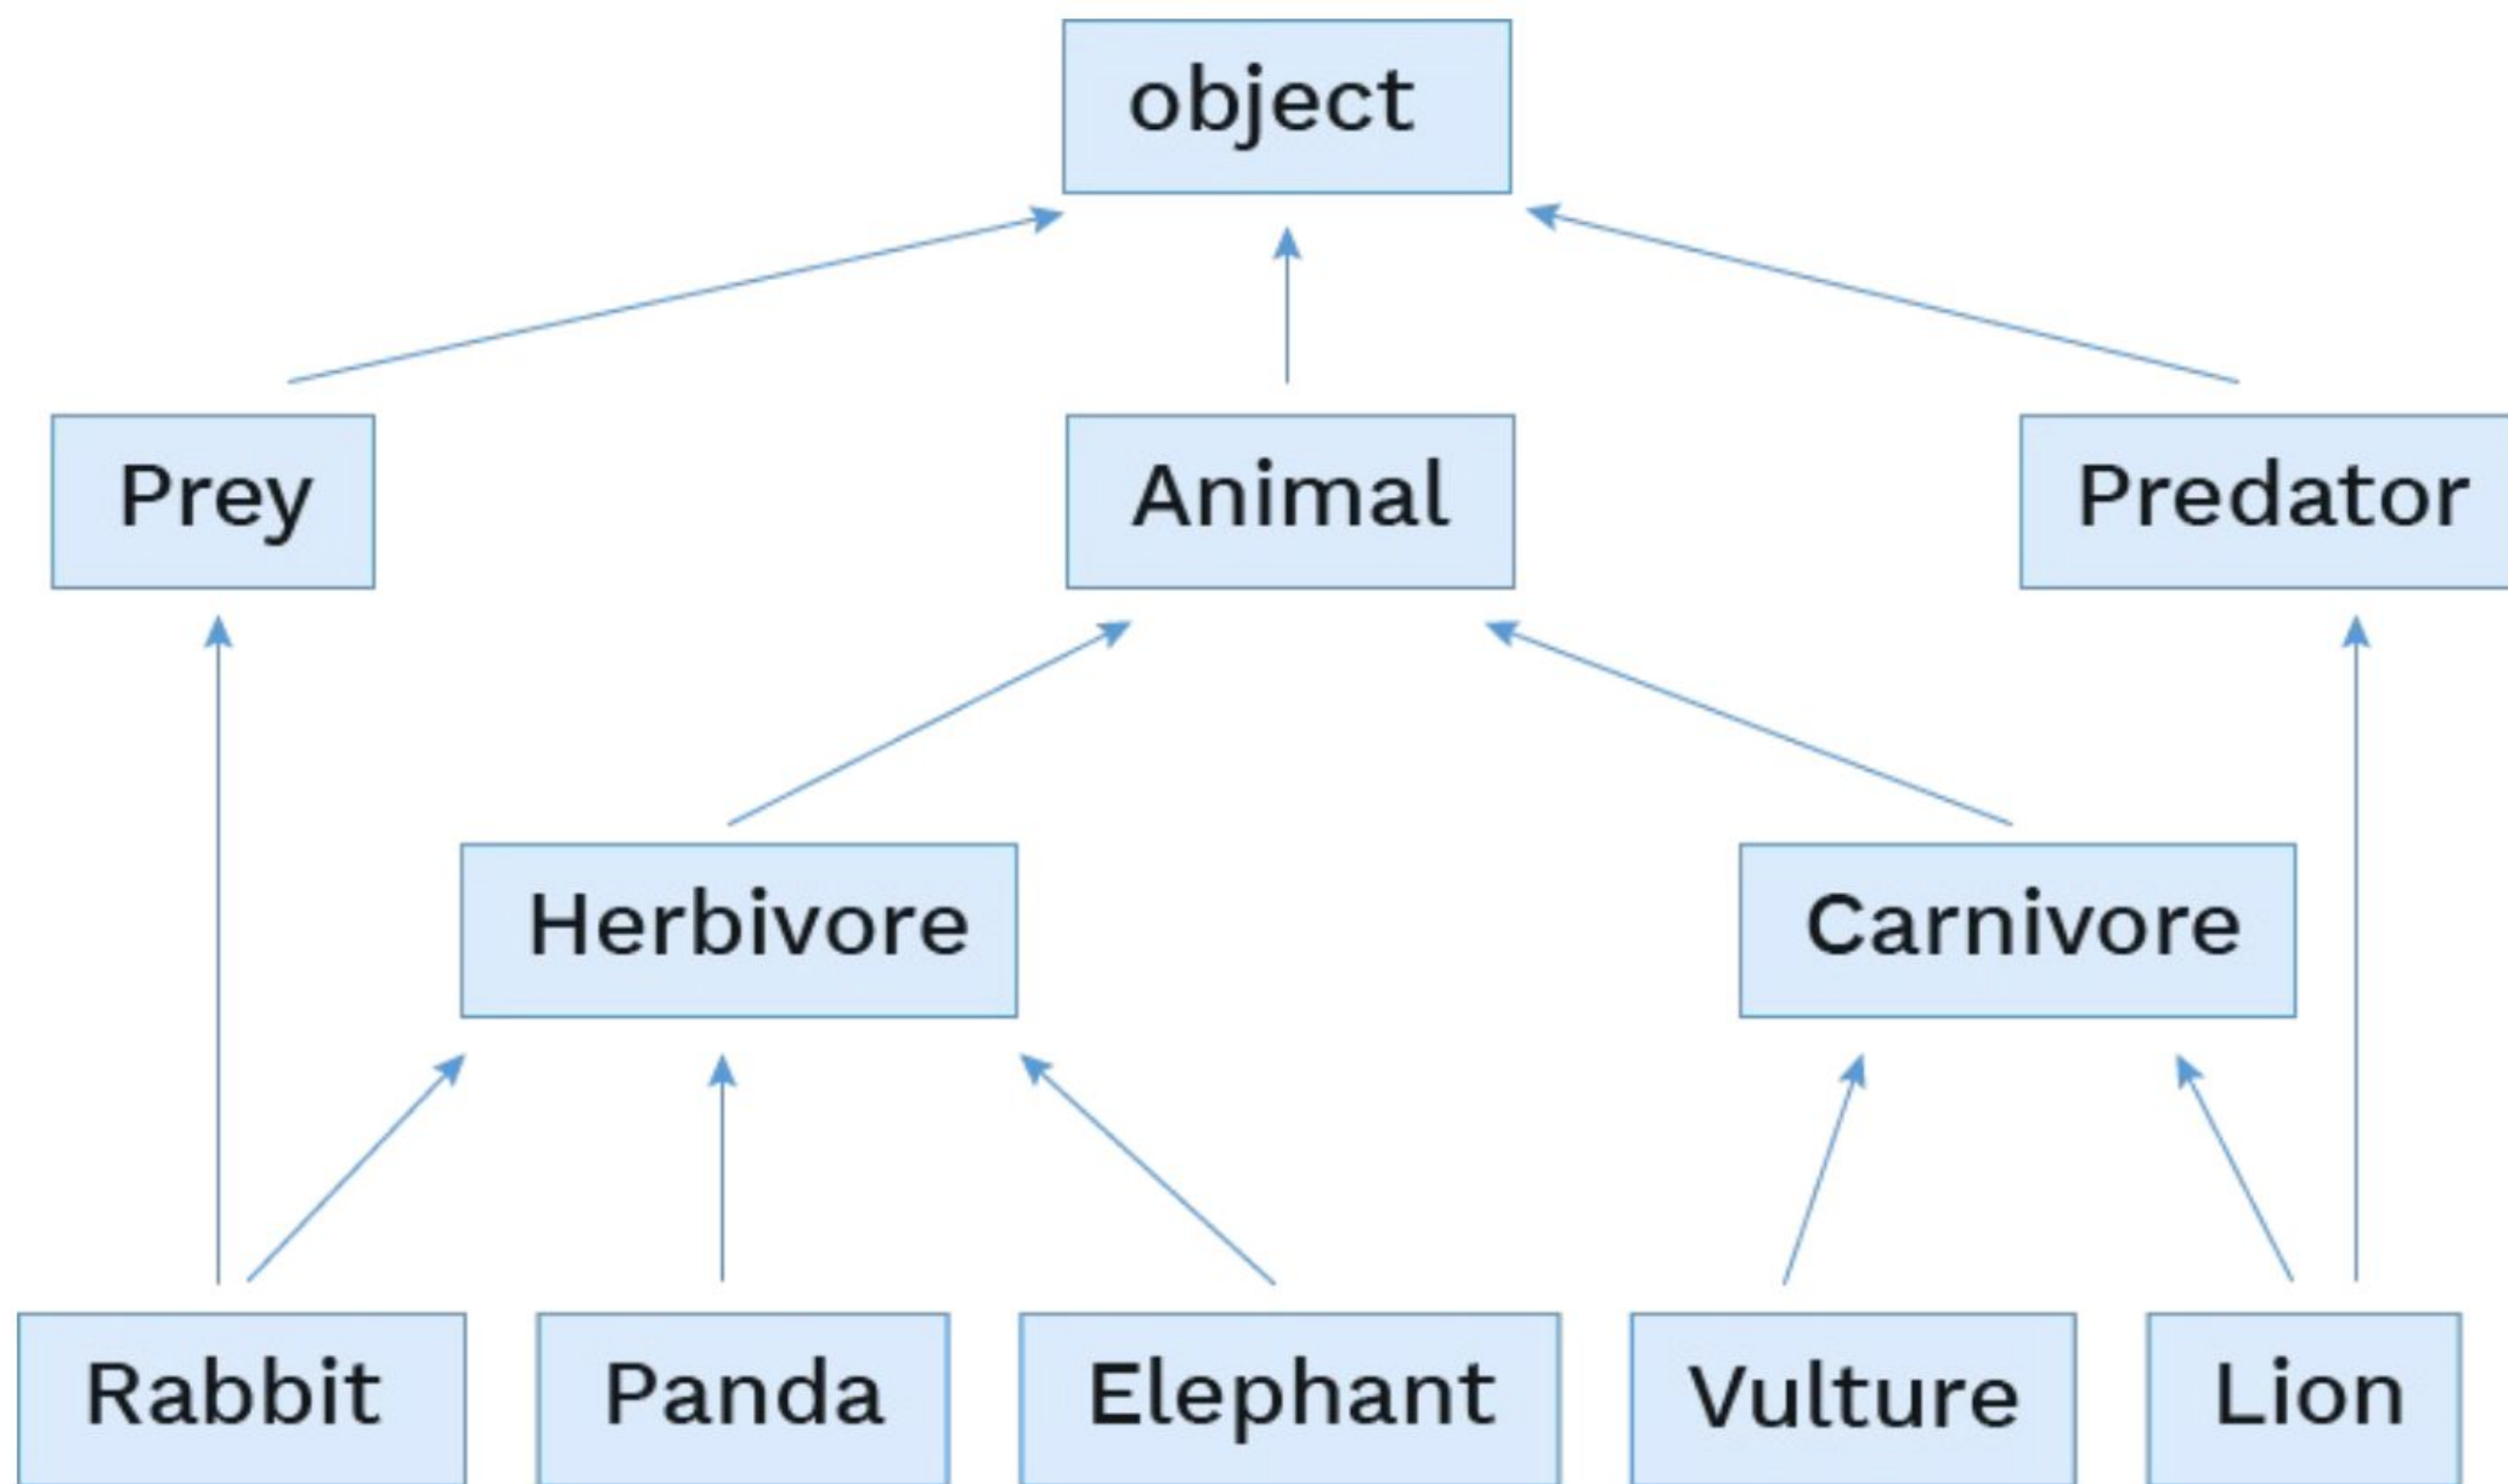 object
Prey
Animal
Predator
Herbivore
Carnivore
Rabbit
Panda
Elephant
Vulture
Lion